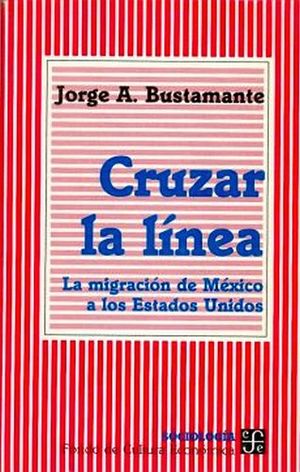 Jorge A. Bustamante
Cruzar
la línea
La migración de México
a los Estados Unidos
SOCIOLOGÍA
Fondo de Cultura Económica